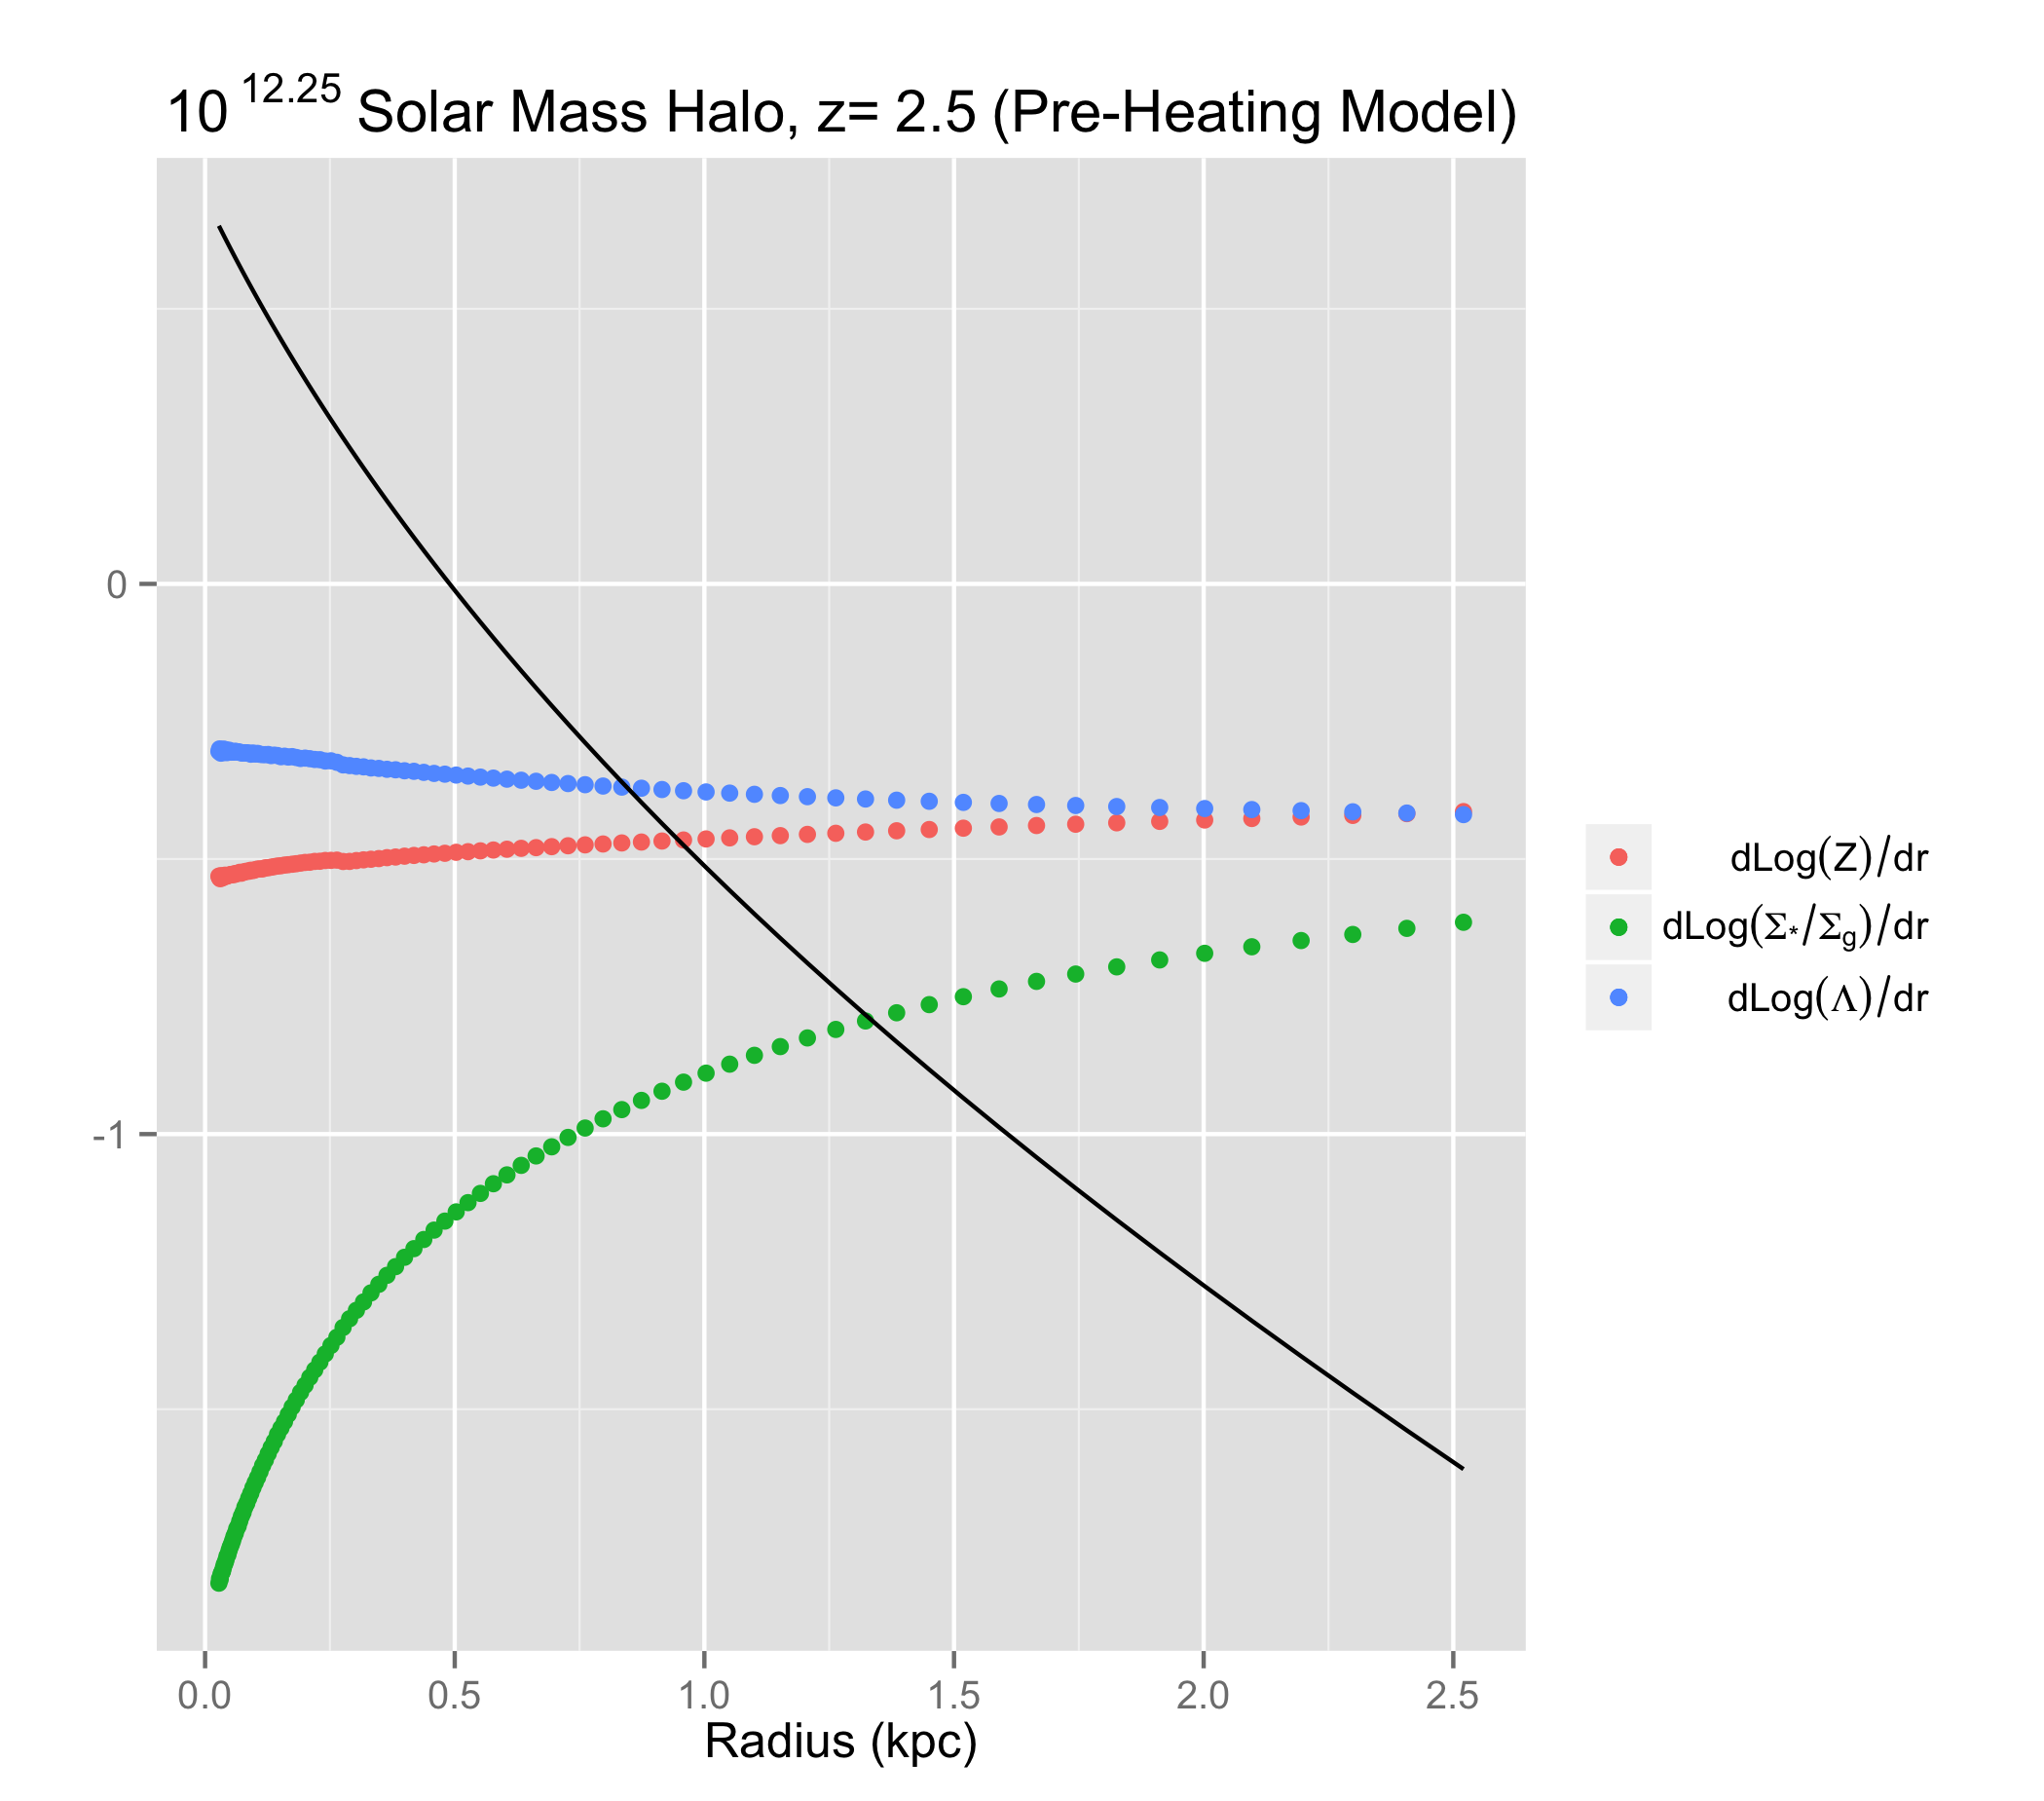 10^12.25 Solar Mass Halo, z= 2.5 (Pre-Heating Model)
0
-1
0.0 0.5 1.0 1.5 2.0 2.5
Radius (kpc)
dLog(Z)/dr
dLog(Σ*/Σg)/dr
dLog(Λ)/dr